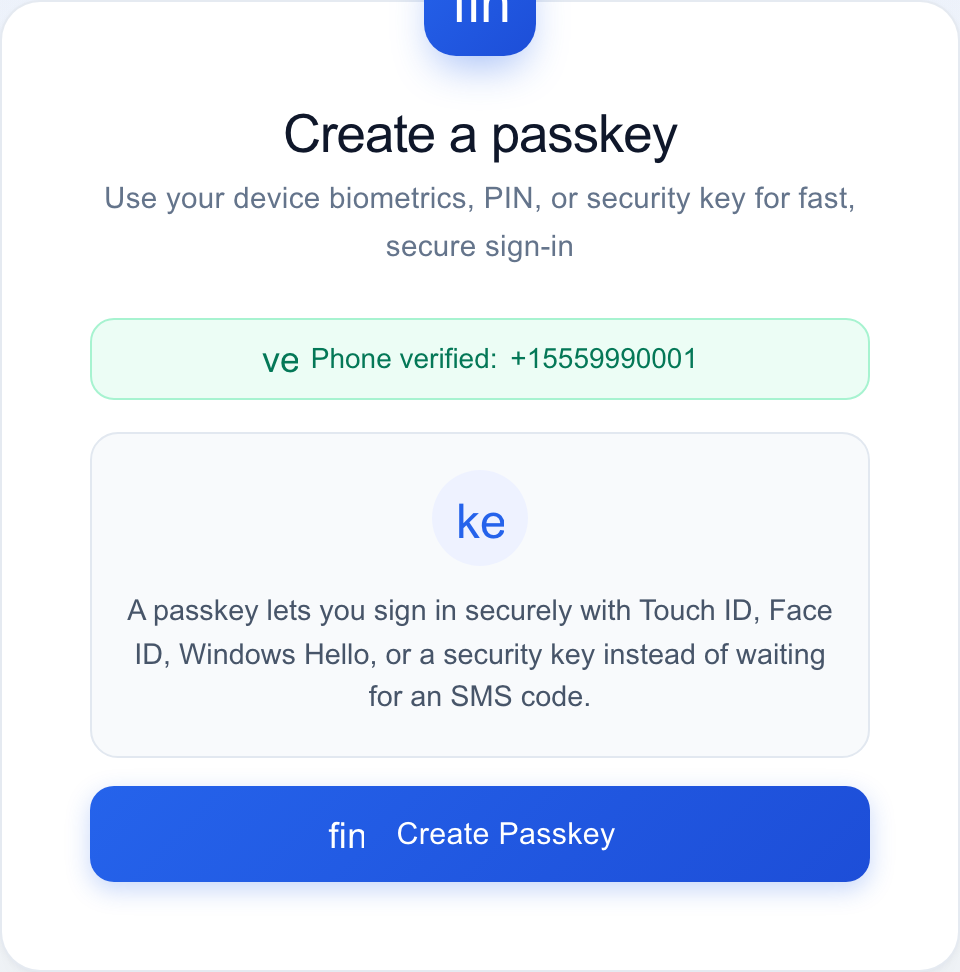 fin
Create a passkey
Use your device biometrics, PIN, or security key for fast,
secure sign-in
ve Phone verified: +15559990001
ke
A passkey lets you sign in securely with Touch ID, Face
ID, Windows Hello, or a security key instead of waiting
for an SMS code.
fin Create Passkey